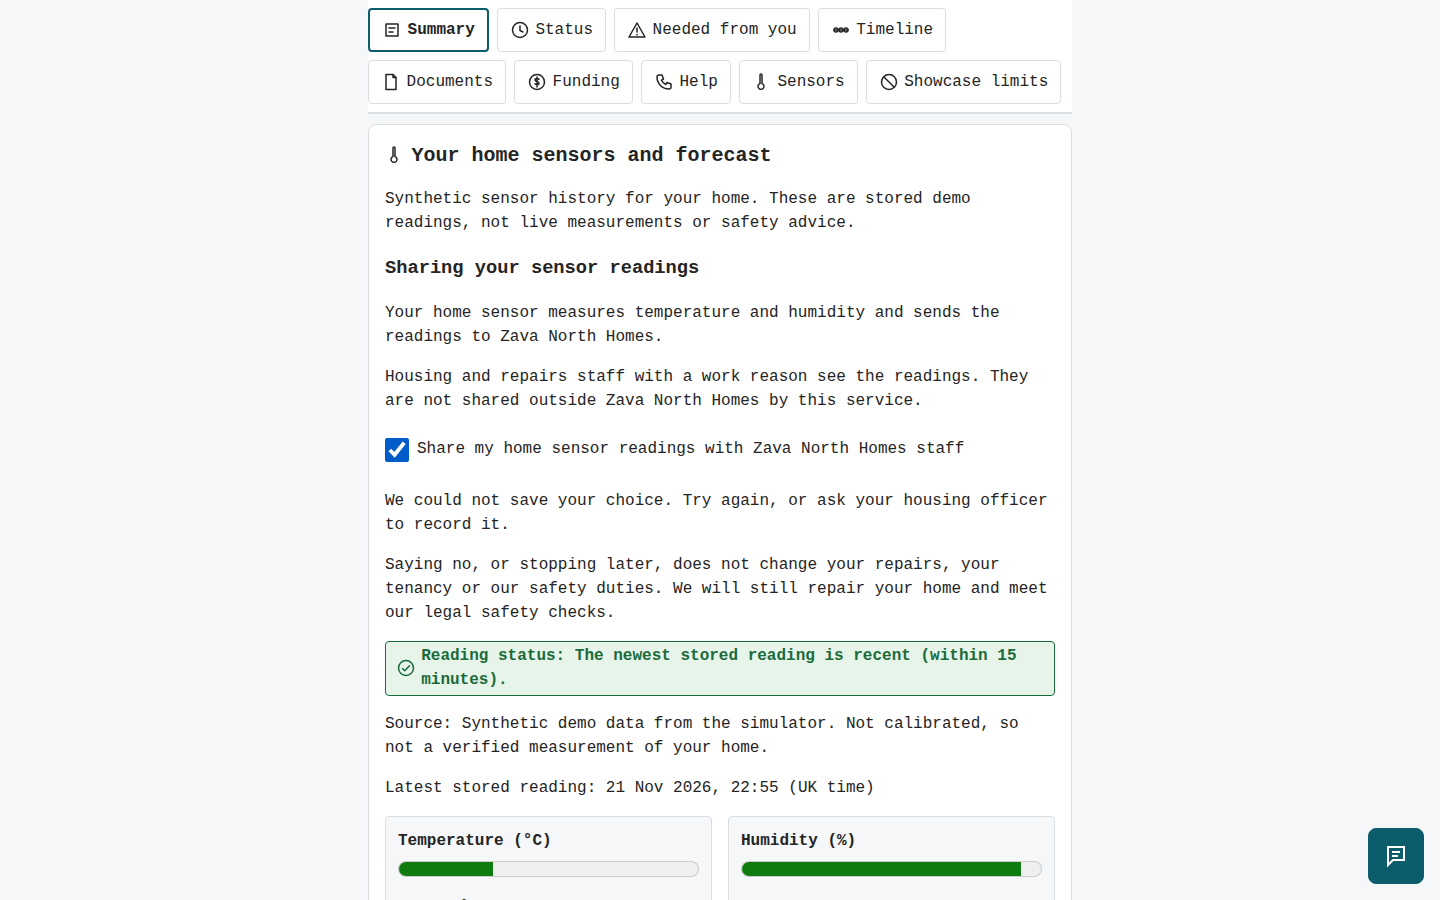 Summary
Status
Needed from you
Timeline
Documents
Funding
Help
Sensors
Showcase limits
Your home sensors and forecast
Synthetic sensor history for your home. These are stored demo
readings, not live measurements or safety advice.
Sharing your sensor readings
Your home sensor measures temperature and humidity and sends the
readings to Zava North Homes.
Housing and repairs staff with a work reason see the readings. They
are not shared outside Zava North Homes by this service.
Share my home sensor readings with Zava North Homes staff
We could not save your choice. Try again, or ask your housing officer
to record it.
Saying no, or stopping later, does not change your repairs, your
tenancy or our safety duties. We will still repair your home and meet
our legal safety checks.
Reading status: The newest stored reading is recent (within 15
minutes).
Source: Synthetic demo data from the simulator. Not calibrated, so
not a verified measurement of your home.
Latest stored reading: 21 Nov 2026, 22:55 (UK time)
Temperature (°C)
Humidity (%)